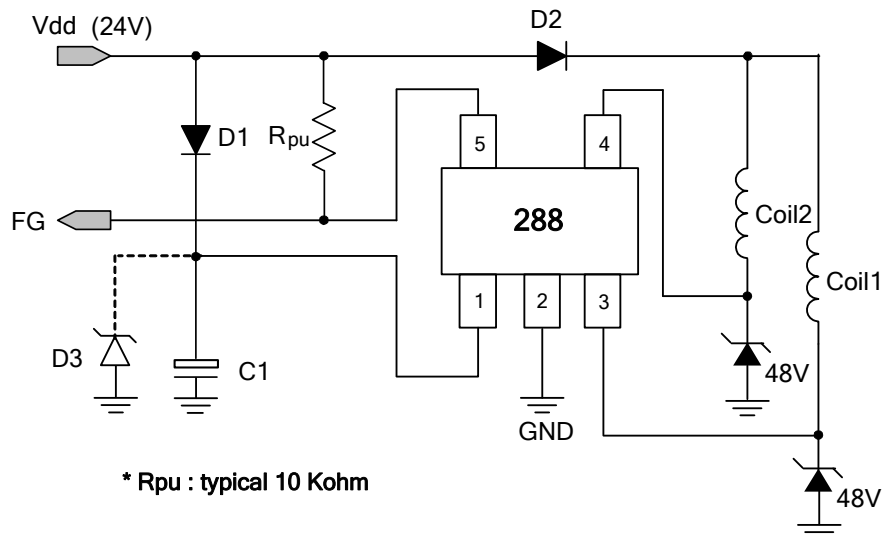 Vdd (24V)
D2
D1
Rpu
5
4
FG
288
Coil2
Coil1
1
2
3
D3
C1
48V
GND
* Rpu : typical 10 Kohm
48V